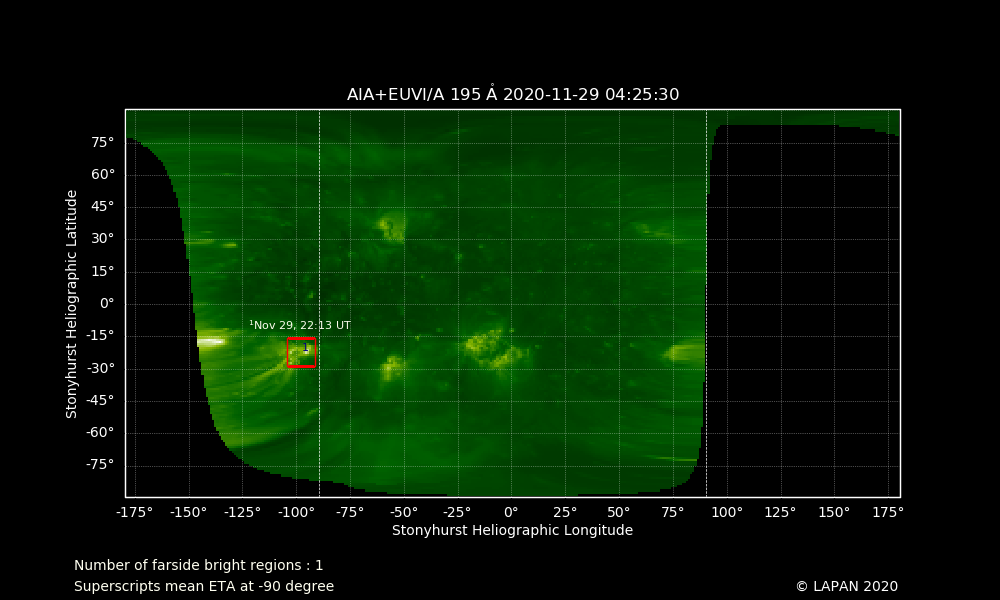 AIA+EUVI/A 195 Å 2020-11-29 04:25:30
75°
60°
45°
30°
15°
0°
-15°
-30°
-45°
-60°
-75°
Stonyhurst Heliographic Latitude
¹Nov 29, 22:13 UT
1
-175° -150° -125° -100° -75° -50° -25° 0° 25° 50° 75° 100° 125° 150° 175°
Stonyhurst Heliographic Longitude
Number of farside bright regions : 1
Superscripts mean ETA at -90 degree
© LAPAN 2020